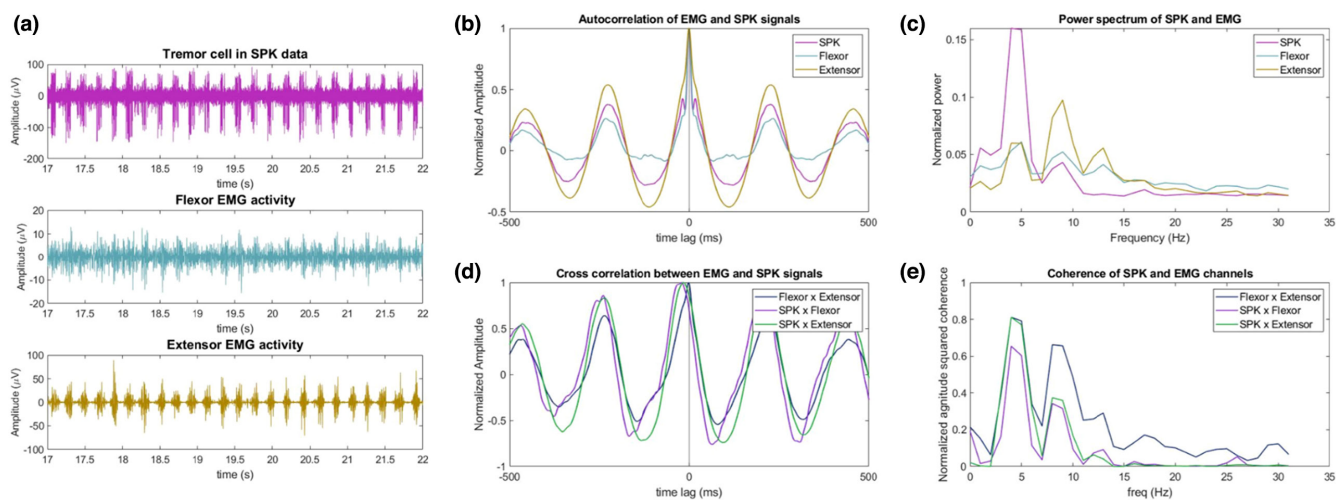 (a)
Tremor cell in SPK data
Amplitude (μV)
100
0
-100
-200
17 17.5 18 18.5 19 19.5 20 20.5 21 21.5 22
time (s)
Flexor EMG activity
Amplitude (μV)
20
10
0
-10
-20
17 17.5 18 18.5 19 19.5 20 20.5 21 21.5 22
time (s)
Extensor EMG activity
Amplitude (μV)
100
50
0
-50
-100
17 17.5 18 18.5 19 19.5 20 20.5 21 21.5 22
time (s)
(b)
Autocorrelation of EMG and SPK signals
Normalized Amplitude
1
0.5
0
-0.5
-500 0 500
time lag (ms)
SPK
Flexor
Extensor
(c)
Power spectrum of SPK and EMG
Normalized power
0.15
0.1
0.05
0
0 5 10 15 20 25 30 35
Frequency (Hz)
SPK
Flexor
Extensor
(d)
Cross correlation between EMG and SPK signals
Normalized Amplitude
1
0.5
0
-0.5
-1
-500 0 500
time lag (ms)
Flexor x Extensor
SPK x Flexor
SPK x Extensor
(e)
Coherence of SPK and EMG channels
Normalized agnitude squared coherence
1
0.8
0.6
0.4
0.2
0
0 5 10 15 20 25 30 35
freq (Hz)
Flexor x Extensor
SPK x Flexor
SPK x Extensor